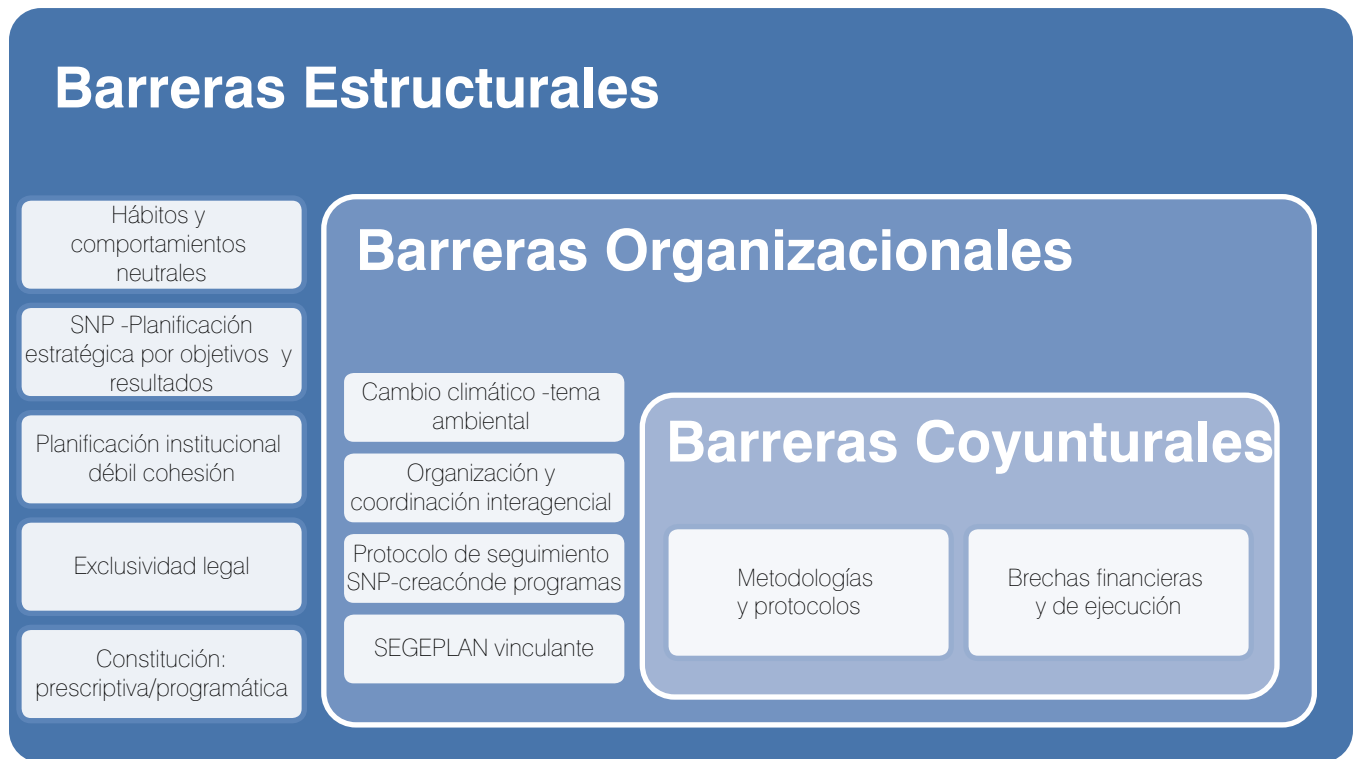 Barreras Estructurales
Hábitos y
comportamientos
neutrales
SNP -Planificación
estratégica por objetivos y
resultados
Planificación institucional
débil cohesión
Exclusividad legal
Constitución:
prescriptiva/programática
Barreras Organizacionales
Cambio climático -tema
ambiental
Organización y
coordinación interagencial
Protocolo de seguimiento
SNP-creacónde programas
SEGEPLAN vinculante
Barreras Coyunturales
Metodologías
y protocolos
Brechas financieras
y de ejecución